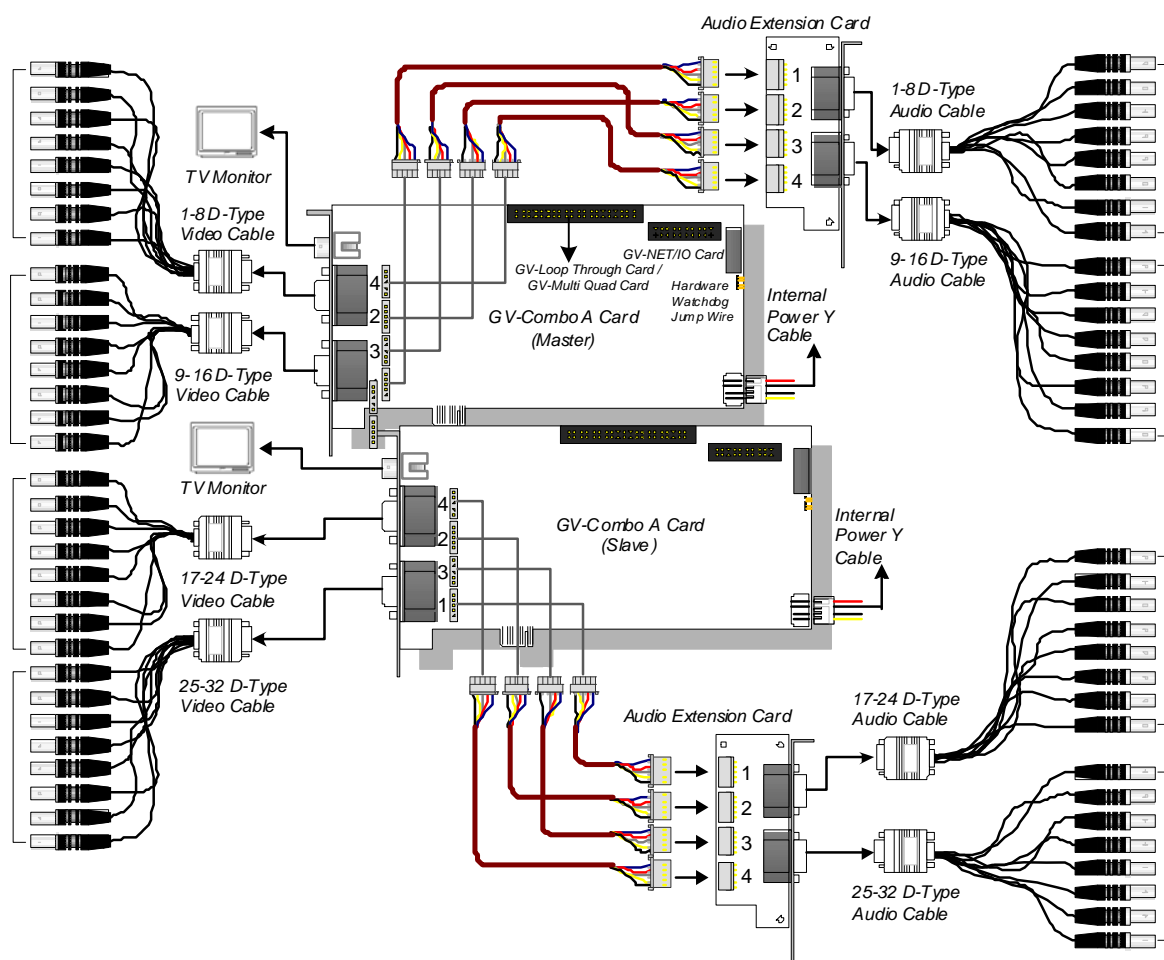 Audio Extension Card
1
2
3
4
1-8 D-Type
Audio Cable
9-16 D-Type
Audio Cable
TV Monitor
1-8 D-Type
Video Cable
9-16 D-Type
Video Cable
4
2
3
GV-Loop Through Card /
GV-Multi Quad Card
GV-NET/IO Card
Hardware
Watchdog
Jump Wire
GV-Combo A Card
(Master)
Internal
Power Y
Cable
TV Monitor
17-24 D-Type
Video Cable
25-32 D-Type
Video Cable
4
2
3
1
GV-Combo A Card
(Slave)
Internal
Power Y
Cable
Audio Extension Card
1
2
3
4
17-24 D-Type
Audio Cable
25-32 D-Type
Audio Cable